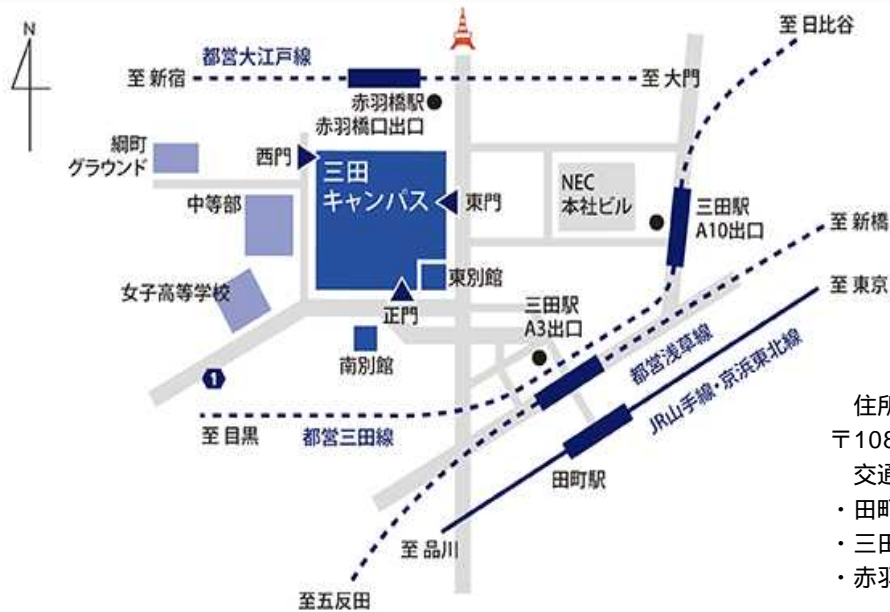 N
至 日比谷
都営大江戸線
至 新宿
至 大門
赤羽橋駅
赤羽橋口出口
綱町
グラウンド
西門
三田
キャンパス
中等部
東門
NEC
本社ビル
三田駅
A10出口
至 新橋
至 東京
東別館
女子高等学校
正門
三田駅
A3出口
南別館
1
都営浅草線
JR山手線・京浜東北線
至 目黒
都営三田線
田町駅
至 品川
至五反田
住所
〒108
交通
・田町
・三田
・赤羽